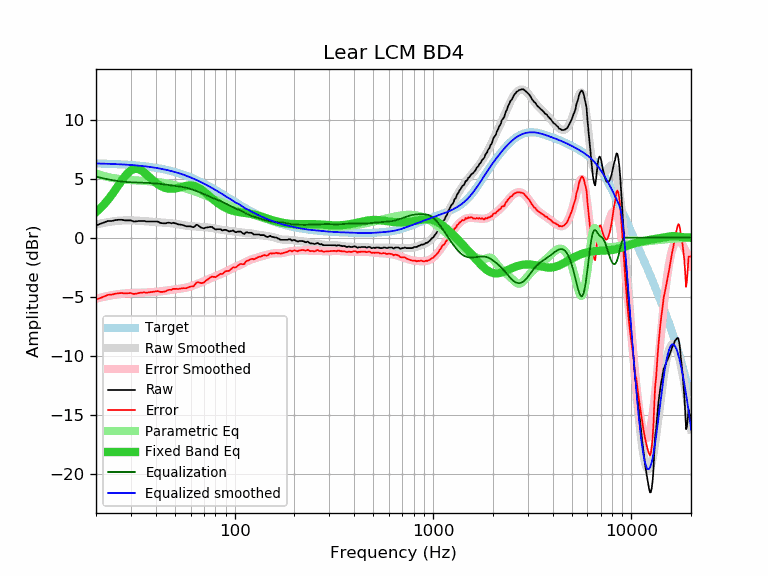 Lear LCM BD4
10
5
0
−5
−10
−15
−20
Amplitude (dBr)
Target
Raw Smoothed
Error Smoothed
Raw
Error
Parametric Eq
Fixed Band Eq
Equalization
Equalized smoothed
100
1000
10000
Frequency (Hz)